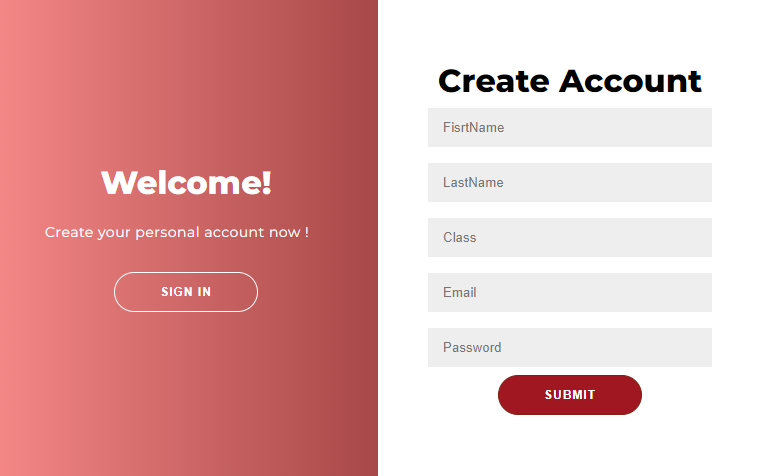 Welcome!
Create your personal account now !
SIGN IN
Create Account
FisrtName
LastName
Class
Email
Password
SUBMIT